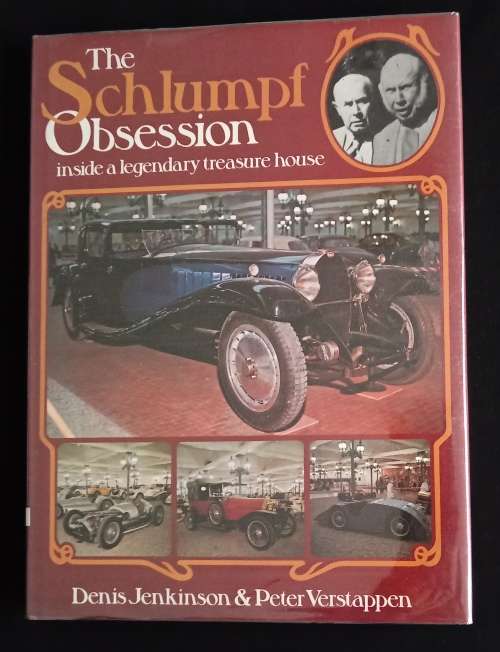 The
Schlumpf
Obsession
inside a legendary treasure house
Denis Jenkinson & Peter Verstappen